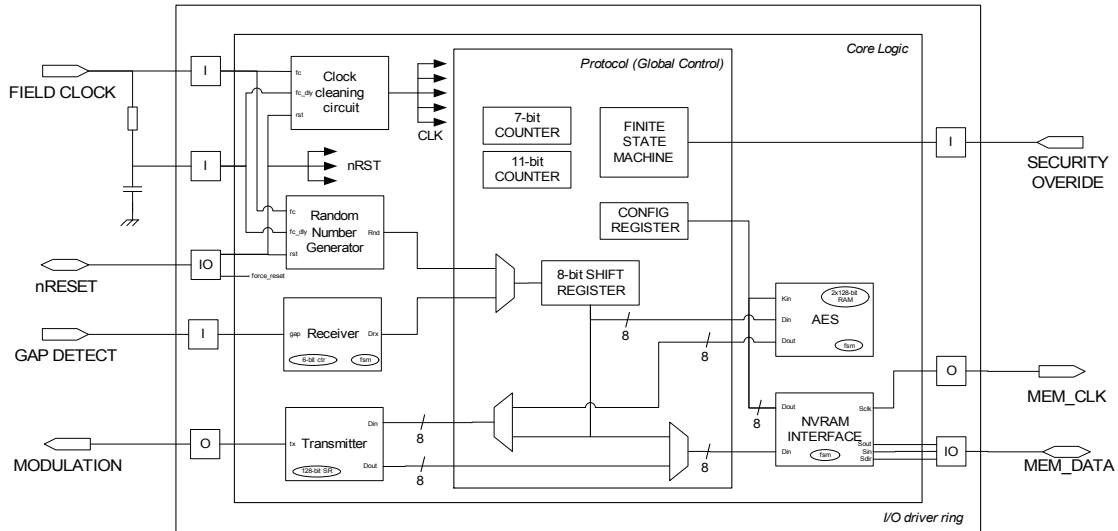 Core Logic
Protocol (Global Control)
FIELD CLOCK
I
fc
fc_dly
rst
Clock
cleaning
circuit
CLK
7-bit
COUNTER
11-bit
COUNTER
FINITE
STATE
MACHINE
I
SECURITY
OVERIDE
I
nRST
CONFIG
REGISTER
fc
fc_dly
rst
Random
Number
Generator
Rnd
IO
force_reset
nRESET
8-bit SHIFT
REGISTER
Kin
2x128-bit
RAM
AES
Din
Dout
fsm
8
8
I
GAP DETECT
gap
Receiver
Drx
6-bit ctr
fsm
O
MEM_CLK
8
Dout
Sclk
NVRAM
INTERFACE
Din
fsm
Sout
Sin
Sdir
IO
MEM_DATA
O
MODULATION
Din
tx
Transmitter
Dout
128-bit SR
8
8
8
I/O driver ring